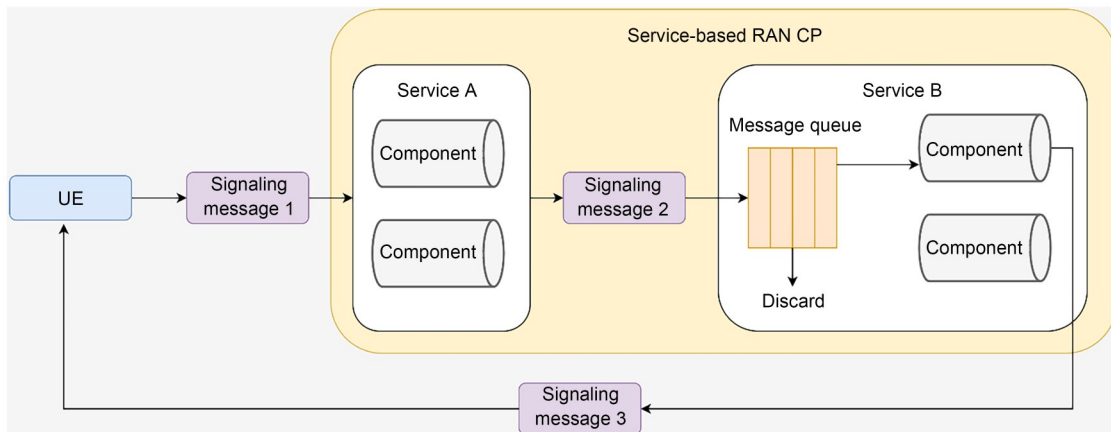 Service-based RAN CP
Service A
Service B
Message queue
Component
Component
Component
Component
UE
Signaling
message 1
Signaling
message 2
Discard
Signaling
message 3